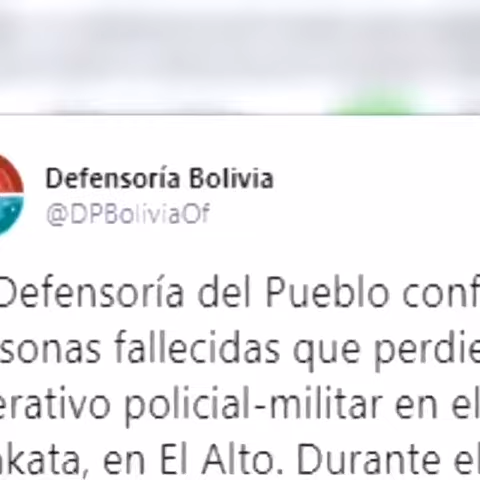 Defensoría Bolivia
@DPBoliviaOf
Defensoría del Pueblo conf
sonas fallecidas que perdie
erativo policial-militar en el
kata, en El Alto. Durante el